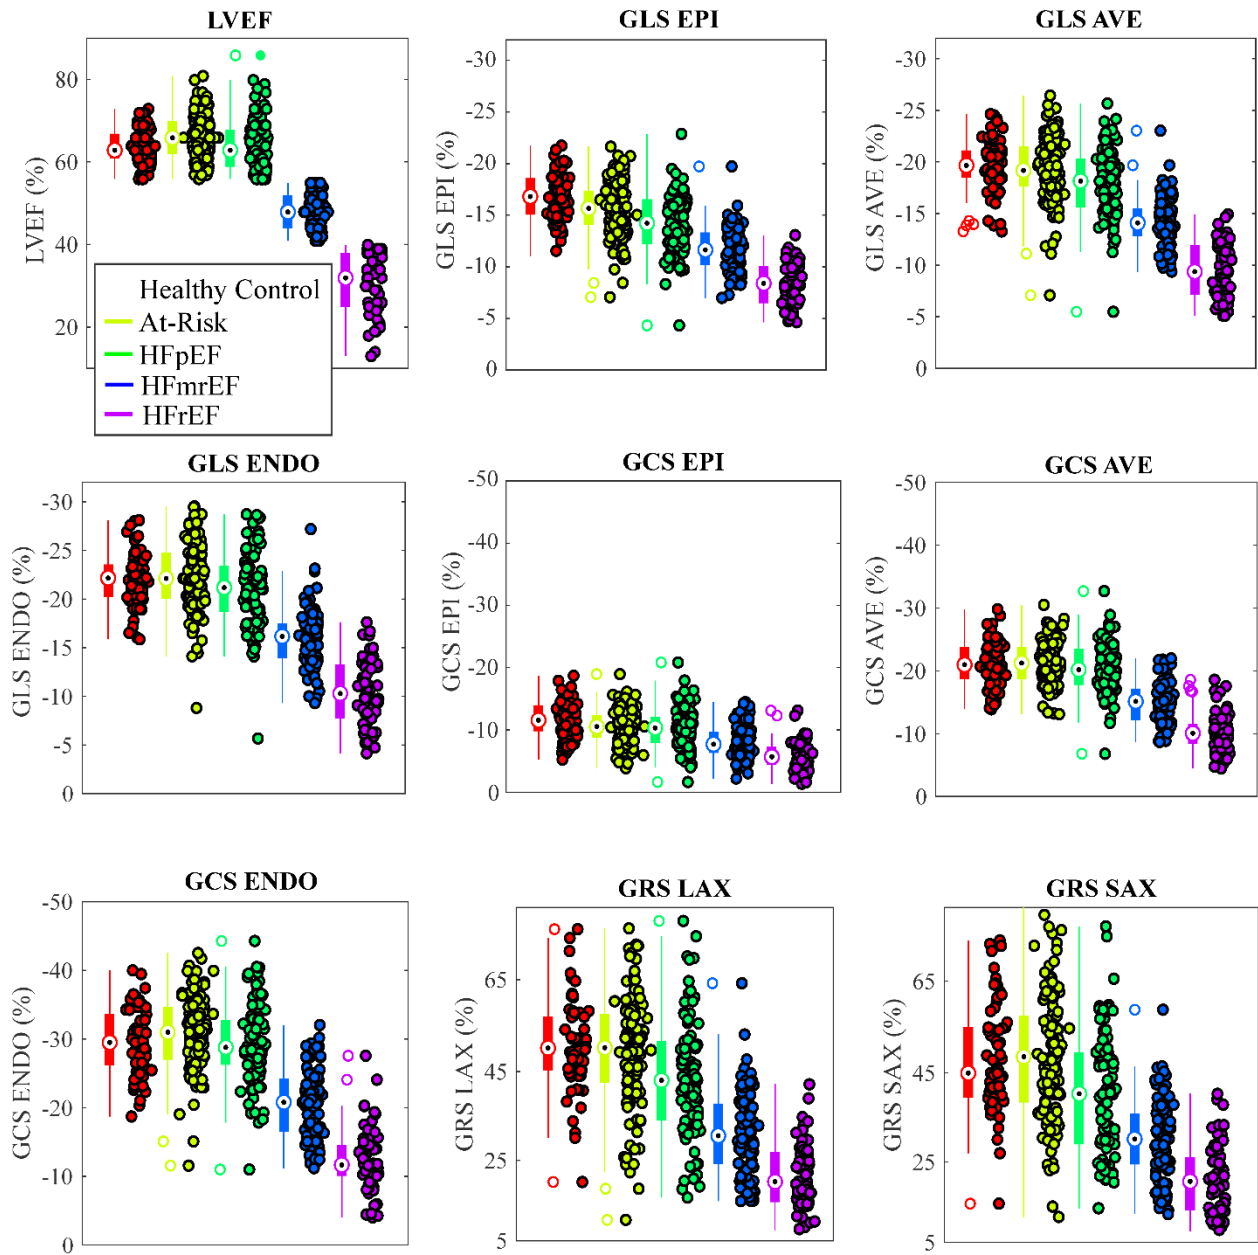 LVEF
GLS EPI
GLS AVE
LVEF (%)
80
60
40
20
Healthy Control
At-Risk
HFpEF
HFmrEF
HFrEF
GLS EPI (%)
-30
-25
-20
-15
-10
-5
0
GLS AVE (%)
-30
-25
-20
-15
-10
-5
0
GLS ENDO
GCS EPI
GCS AVE
GLS ENDO (%)
-30
-25
-20
-15
-10
-5
0
GCS EPI (%)
-50
-40
-30
-20
-10
0
GCS AVE (%)
-50
-40
-30
-20
-10
0
GCS ENDO
GRS LAX
GRS SAX
GCS ENDO (%)
-50
-40
-30
-20
-10
0
GRS LAX (%)
65
45
25
5
GRS SAX (%)
65
45
25
5